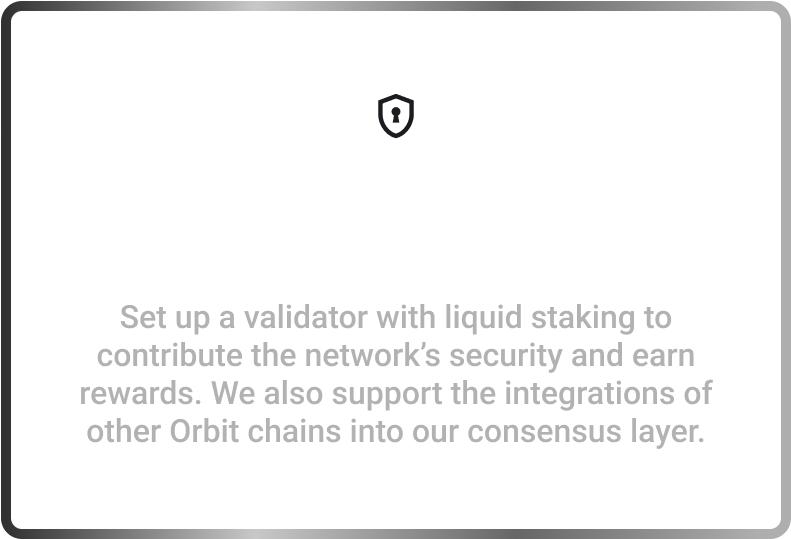 Set up a validator with liquid staking to
contribute the network’s security and earn
rewards. We also support the integrations of
other Orbit chains into our consensus layer.